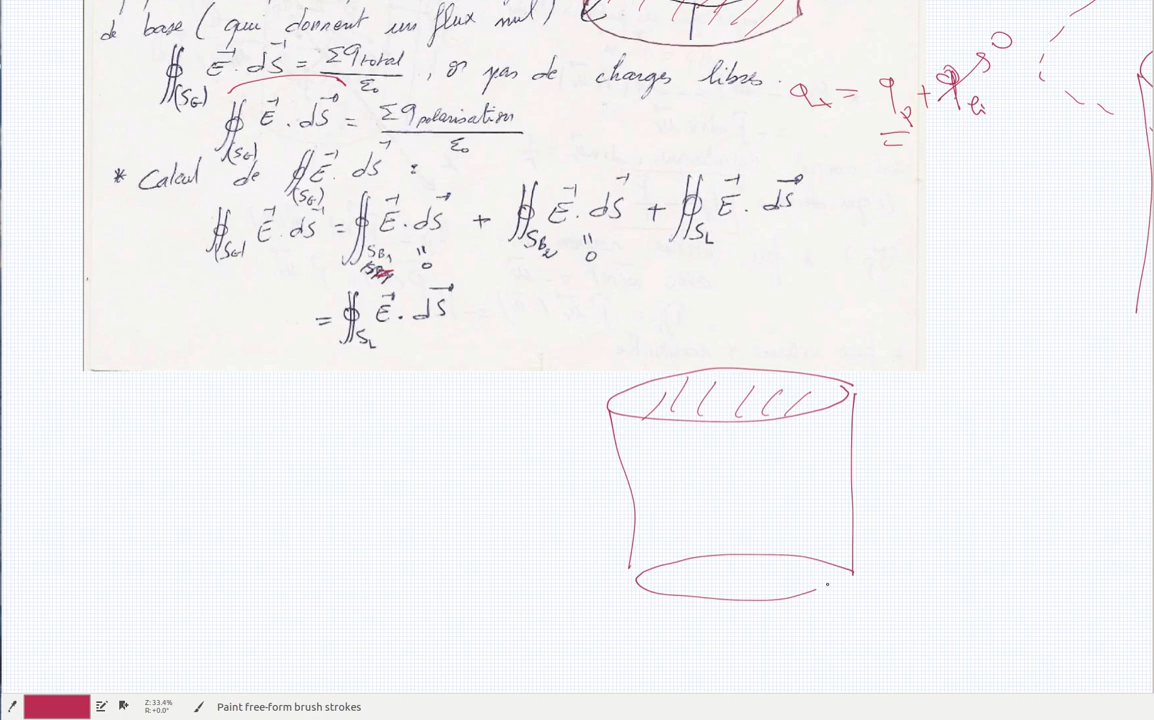 de base (qui donnent un flux nul)
∯(SG) E⃗ . dS⃗ = Σq total / ε₀ , or pas de charges libres.
= q_p +
∯(SG) E⃗ . dS⃗ = Σq polarisation / ε₀
* Calcul de ∯(SG) E⃗ . dS⃗ :
∯SG E⃗ . dS⃗ = ∯SB₁ E⃗ . dS⃗ + ∯SB₂ E⃗ . dS⃗ + ∯SL E⃗ . dS⃗
" 0 " 0
= ∯SL E⃗ . dS⃗
Z: 33.4%
R: +0.0°
Paint free-form brush strokes